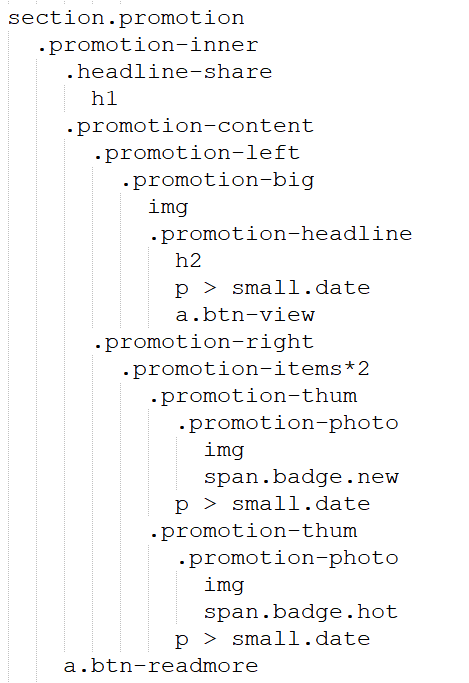 section.promotion
.promotion-inner
.headline-share
h1
.promotion-content
.promotion-left
.promotion-big
img
.promotion-headline
h2
p > small.date
a.btn-view
.promotion-right
.promotion-items*2
.promotion-thum
.promotion-photo
img
span.badge.new
p > small.date
.promotion-thum
.promotion-photo
img
span.badge.hot
p > small.date
a.btn-readmore